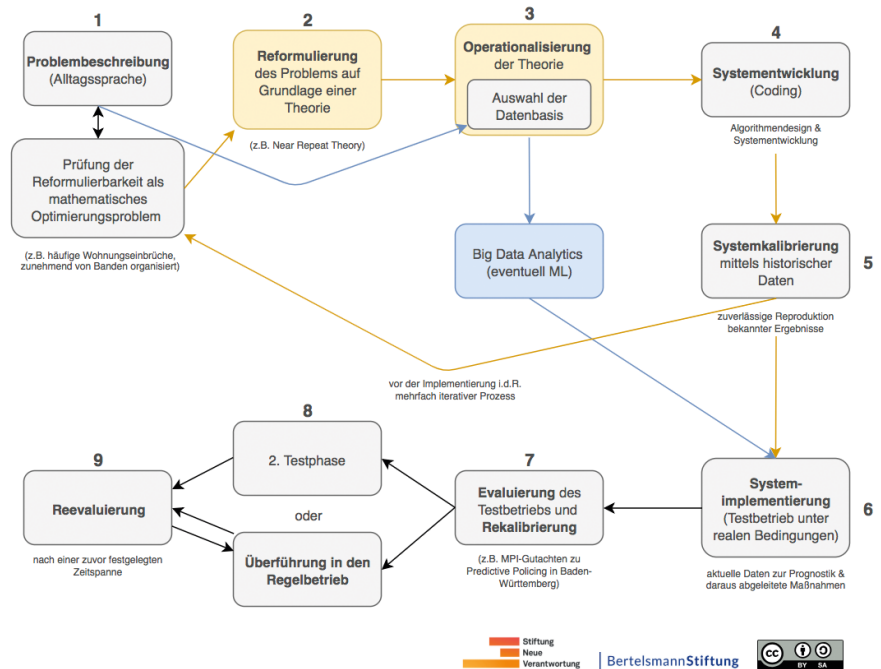 1
Problembeschreibung
(Alltagssprache)
Prüfung der
Reformulierbarkeit als
mathematisches
Optimierungsproblem
(z.B. häufige Wohnungseinbrüche,
zunehmend von Banden organisiert)
2
Reformulierung
des Problems auf
Grundlage einer
Theorie
(z.B. Near Repeat Theory)
3
Operationalisierung
der Theorie
Auswahl der
Datenbasis
Big Data Analytics
(eventuell ML)
4
Systementwicklung
(Coding)
Algorithmendesign &
Systementwicklung
Systemkalibrierung
mittels historischer
Daten
5
zuverlässige Reproduktion
bekannter Ergebnisse
vor der Implementierung i.d.R.
mehrfach iterativer Prozess
System-
implementierung
(Testbetrieb unter
realen Bedingungen)
6
aktuelle Daten zur Prognostik &
daraus abgeleitete Maßnahmen
7
Evaluierung des
Testbetriebs und
Rekalibrierung
(z.B. MPI-Gutachten zu
Predictive Policing in Baden-
Württemberg)
8
2. Testphase
oder
Überführung in den
Regelbetrieb
9
Reevaluierung
nach einer zuvor festgelegten
Zeitspanne
Stiftung
Neue
Verantwortung
BertelsmannStiftung
cc
BY SA